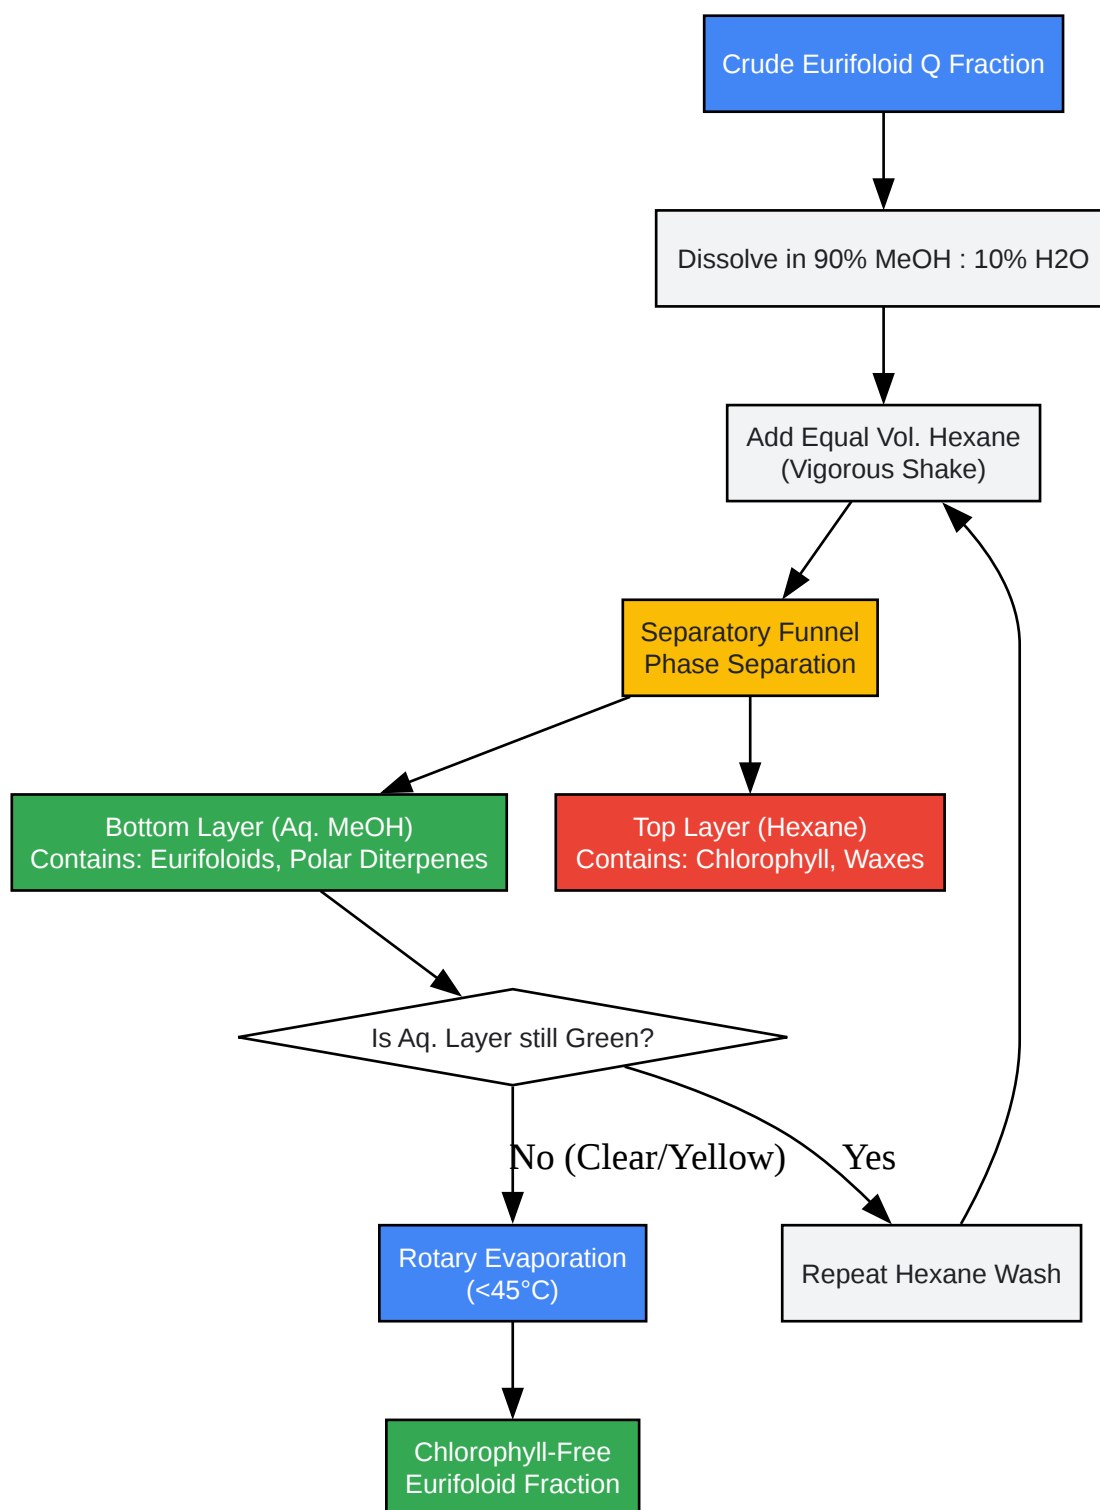 Crude Eurifoloid Q Fraction
Dissolve in 90% MeOH : 10% H2O
Add Equal Vol. Hexane
(Vigorous Shake)
Separatory Funnel
Phase Separation
Bottom Layer (Aq. MeOH)
Contains: Eurifoloids, Polar Diterpenes
Top Layer (Hexane)
Contains: Chlorophyll, Waxes
Is Aq. Layer still Green?
No (Clear/Yellow)
Yes
Rotary Evaporation
(<45°C)
Repeat Hexane Wash
Chlorophyll-Free
Eurifoloid Fraction